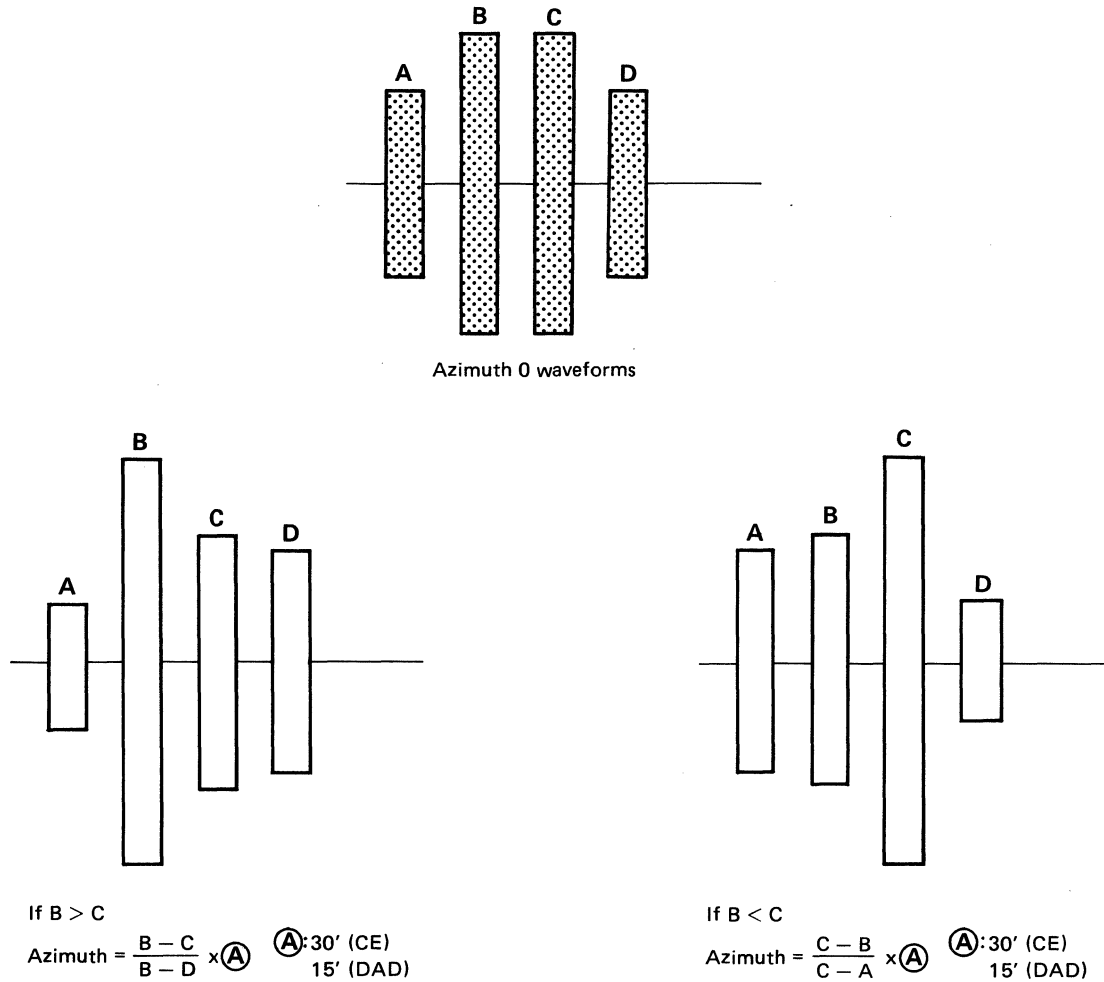 B C
A D
Azimuth 0 waveforms
B
C
D
A
C
B
A
D
If B > C
Azimuth = B – C / B – D x Ⓐ Ⓐ: 30′ (CE)
15′ (DAD)
If B < C
Azimuth = C – B / C – A x Ⓐ Ⓐ: 30′ (CE)
15′ (DAD)